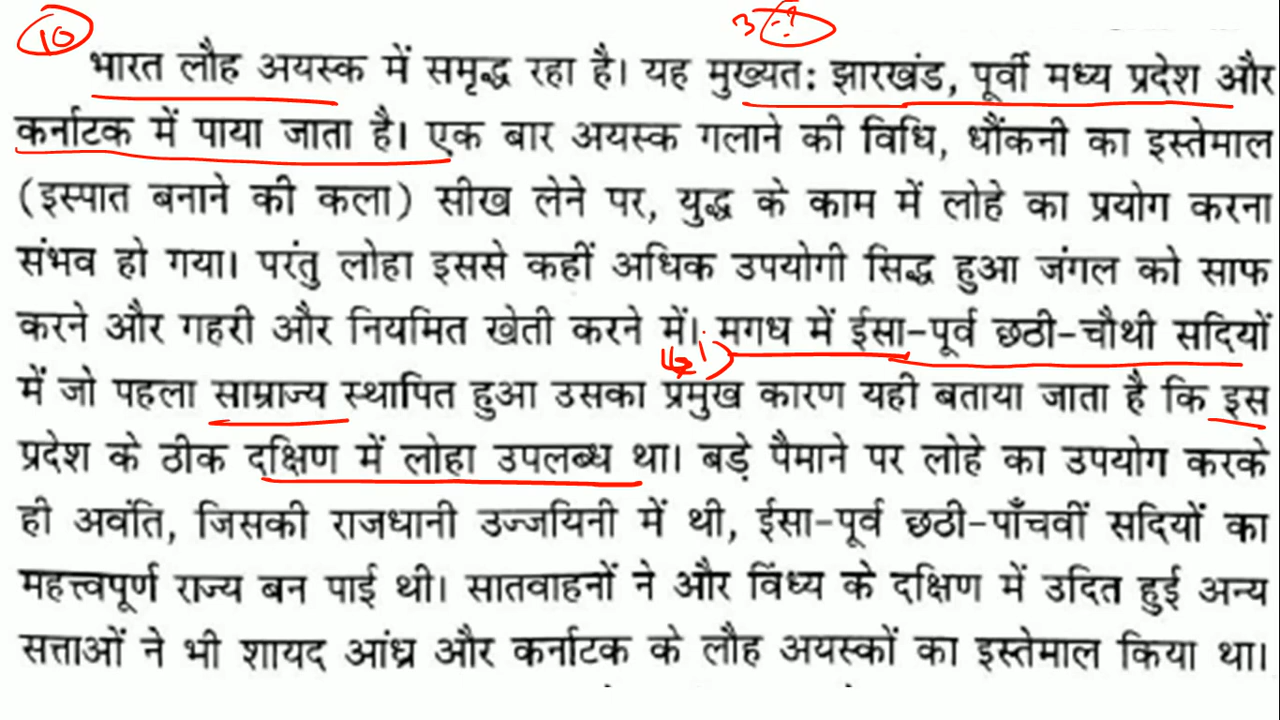 10
3 (-?)
भारत लौह अयस्क में समृद्ध रहा है। यह मुख्यत: झारखंड, पूर्वी मध्य प्रदेश और
कर्नाटक में पाया जाता है। एक बार अयस्क गलाने की विधि, धौंकनी का इस्तेमाल
(इस्पात बनाने की कला) सीख लेने पर, युद्ध के काम में लोहे का प्रयोग करना
संभव हो गया। परंतु लोहा इससे कहीं अधिक उपयोगी सिद्ध हुआ जंगल को साफ
करने और गहरी और नियमित खेती करने में। मगध में ईसा-पूर्व छठी-चौथी सदियों
में जो पहला साम्राज्य स्थापित हुआ उसका प्रमुख कारण यही बताया जाता है कि इस
प्रदेश के ठीक दक्षिण में लोहा उपलब्ध था। बड़े पैमाने पर लोहे का उपयोग करके
ही अवंति, जिसकी राजधानी उज्जयिनी में थी, ईसा-पूर्व छठी-पाँचवीं सदियों का
महत्त्वपूर्ण राज्य बन पाई थी। सातवाहनों ने और विंध्य के दक्षिण में उदित हुई अन्य
सत्ताओं ने भी शायद आंध्र और कर्नाटक के लौह अयस्कों का इस्तेमाल किया था।